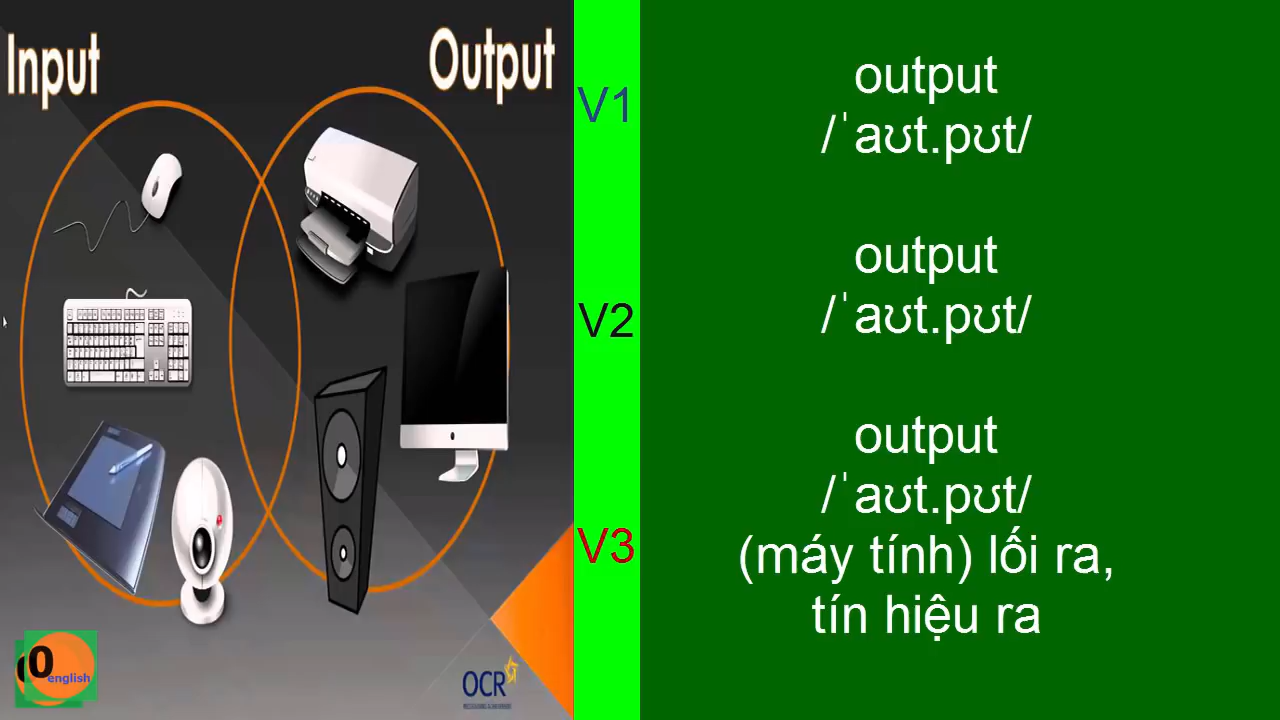 Input
Output
V1
output
/ˈaʊt.pʊt/
V2
output
/ˈaʊt.pʊt/
V3
output
/ˈaʊt.pʊt/
(máy tính) lối ra,
tín hiệu ra
english
OCR